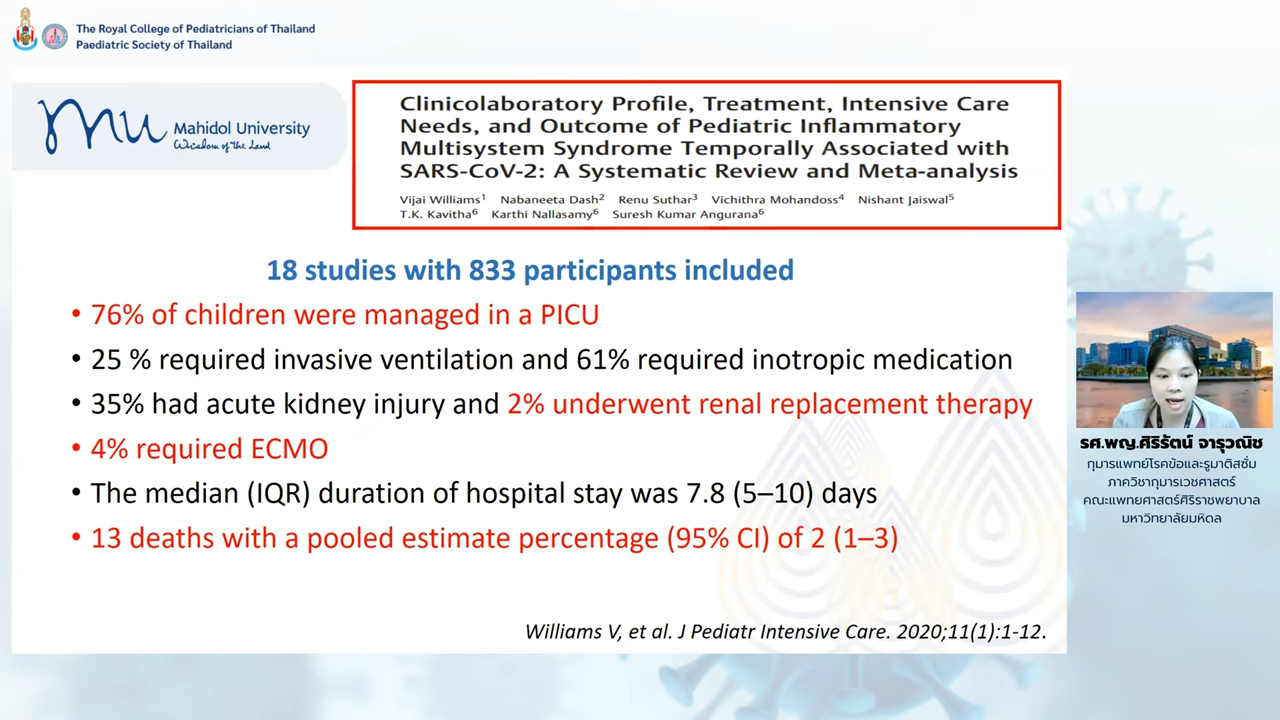 The Royal College of Pediatricians of Thailand
Paediatric Society of Thailand
mu Mahidol University
Wisdom of the Land
Clinicolaboratory Profile, Treatment, Intensive Care
Needs, and Outcome of Pediatric Inflammatory
Multisystem Syndrome Temporally Associated with
SARS-CoV-2: A Systematic Review and Meta-analysis
Vijai Williams1 Nabaneeta Dash2 Renu Suthar3 Vichithra Mohandoss4 Nishant Jaiswal5
T.K. Kavitha6 Karthi Nallasamy6 Suresh Kumar Angurana6
18 studies with 833 participants included
• 76% of children were managed in a PICU
• 25 % required invasive ventilation and 61% required inotropic medication
• 35% had acute kidney injury and 2% underwent renal replacement therapy
• 4% required ECMO
• The median (IQR) duration of hospital stay was 7.8 (5–10) days
• 13 deaths with a pooled estimate percentage (95% CI) of 2 (1–3)
Williams V, et al. J Pediatr Intensive Care. 2020;11(1):1-12.
รศ.พญ.ศิริรัตน์ จารุวณิช
กุมารแพทย์โรคข้อและรูมาติสซั่ม
ภาควิชากุมารเวชศาสตร์
คณะแพทยศาสตร์ศิริราชพยาบาล
มหาวิทยาลัยมหิดล